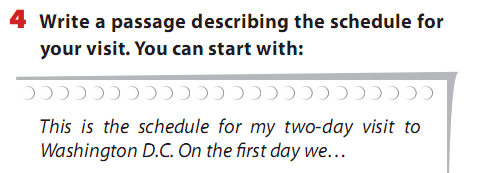 4 Write a passage describing the schedule for
your visit. You can start with:
This is the schedule for my two-day visit to
Washington D.C. On the first day we…